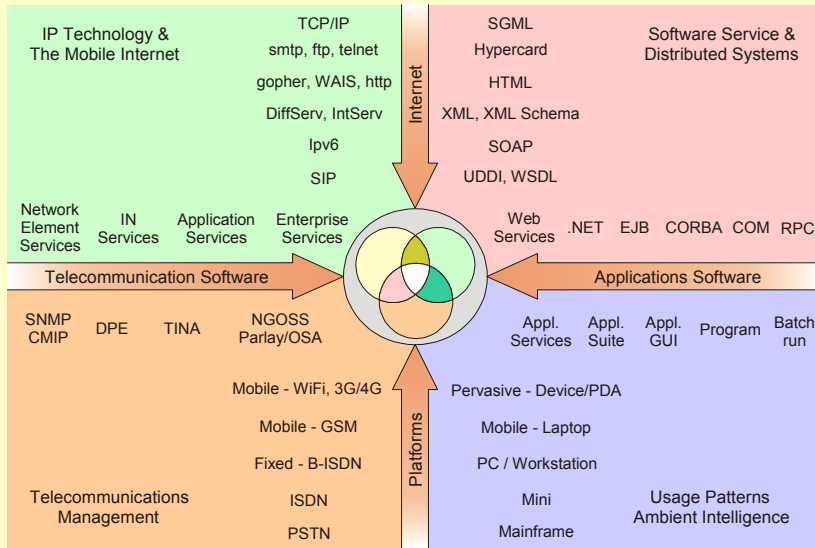 IP Technology &
The Mobile Internet
TCP/IP
smtp, ftp, telnet
gopher, WAIS, http
DiffServ, IntServ
Ipv6
SIP
Internet
SGML
Hypercard
HTML
XML, XML Schema
SOAP
UDDI, WSDL
Software Service &
Distributed Systems
Network
Element
Services
IN
Services
Application
Services
Enterprise
Services
Web
Services
.NET
EJB
CORBA
COM
RPC
Telecommunication Software
Applications Software
SNMP
CMIP
DPE
TINA
NGOSS
Parlay/OSA
Appl.
Services
Appl.
Suite
Appl.
GUI
Program
Batch
run
Mobile - WiFi, 3G/4G
Mobile - GSM
Fixed - B-ISDN
ISDN
PSTN
Platforms
Pervasive - Device/PDA
Mobile - Laptop
PC / Workstation
Mini
Mainframe
Telecommunications
Management
Usage Patterns
Ambient Intelligence